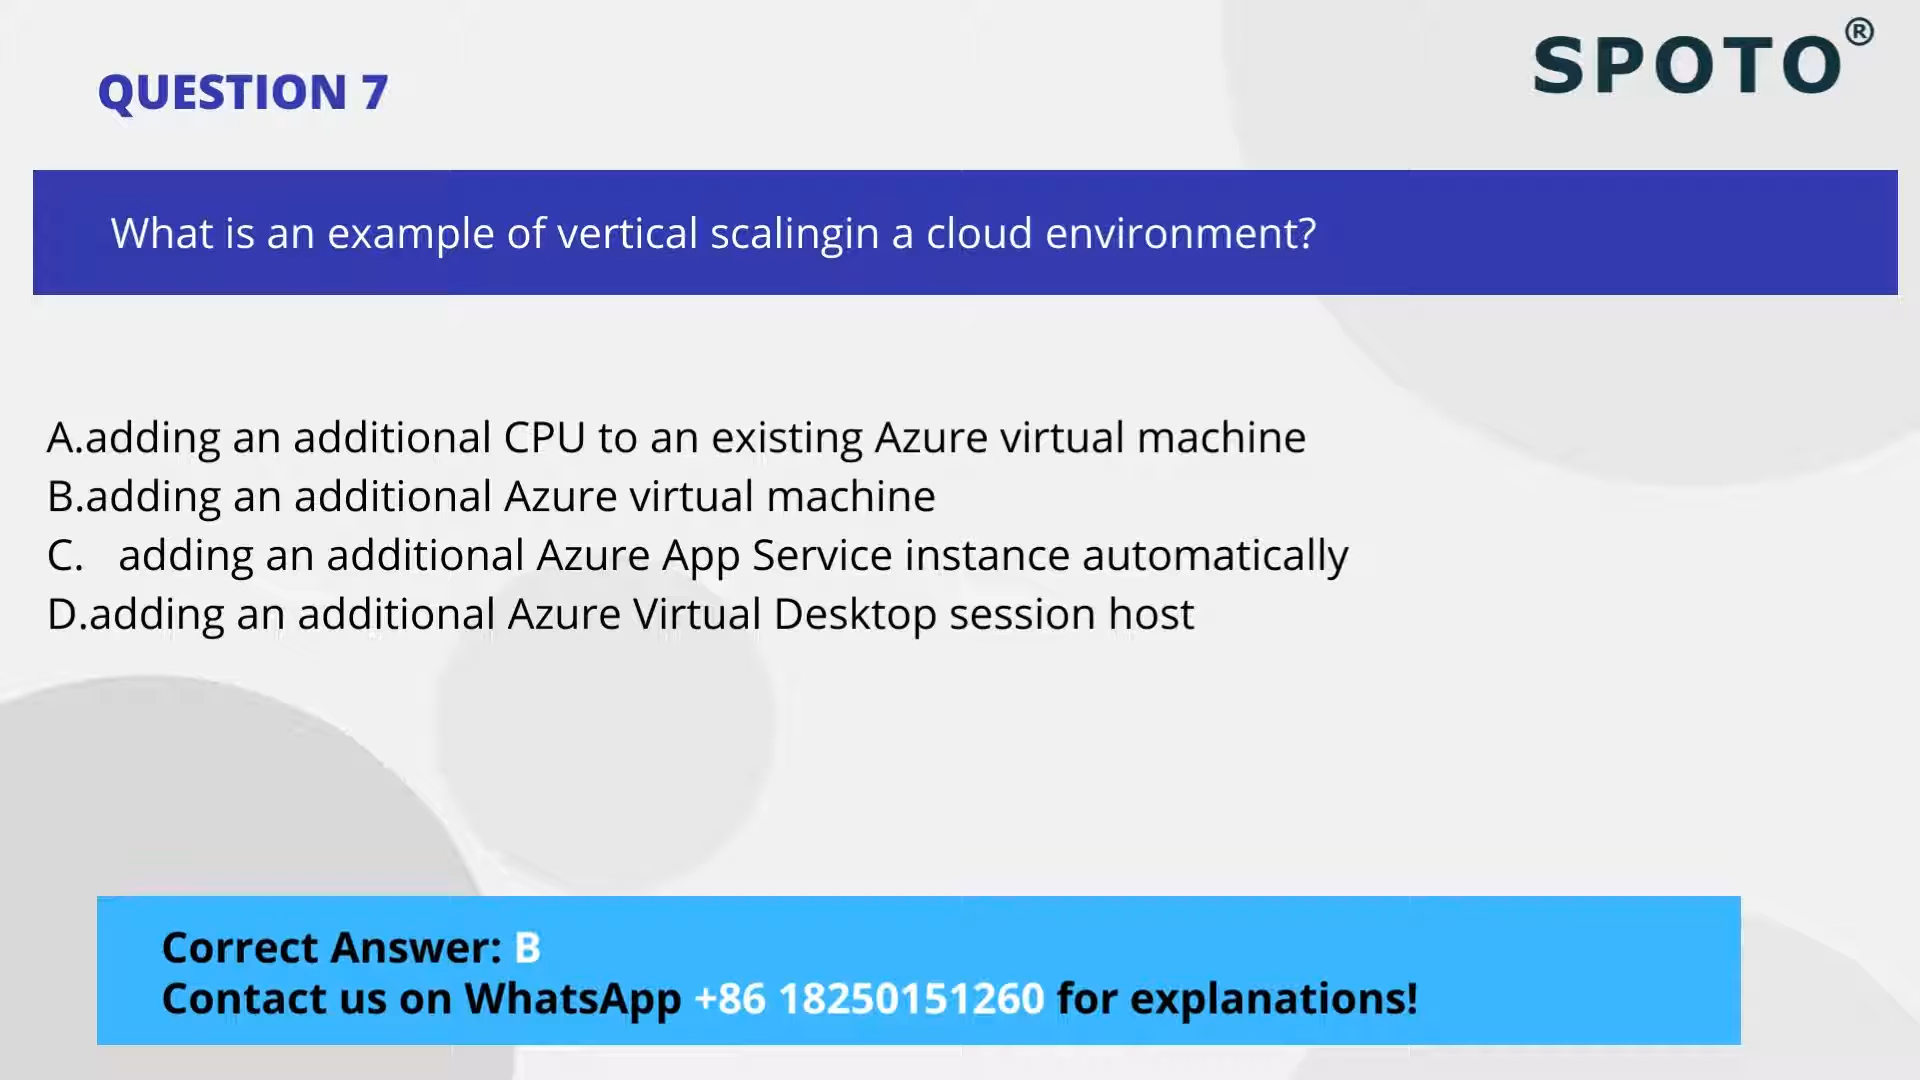 SPOTO®
QUESTION 7
What is an example of vertical scalingin a cloud environment?
A.adding an additional CPU to an existing Azure virtual machine
B.adding an additional Azure virtual machine
C. adding an additional Azure App Service instance automatically
D.adding an additional Azure Virtual Desktop session host
Correct Answer: B
Contact us on WhatsApp +86 18250151260 for explanations!